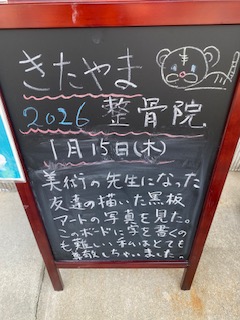 きたやま
2026 整骨院
1月15日(木)
美術の先生になった
友達の描いた黒板
アートの写真を見た。
このボードに字を書くの
も難しい私はとても
尊敬しちゃいました。